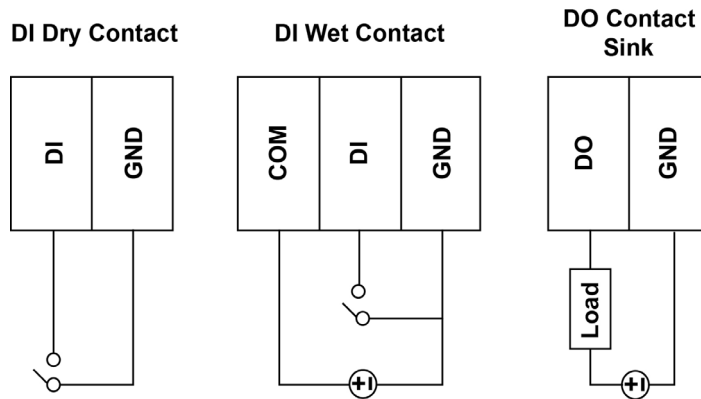 DI Dry Contact
DI Wet Contact
DO Contact
Sink
DI
GND
COM
DI
GND
DO
GND
Load
+-
+-